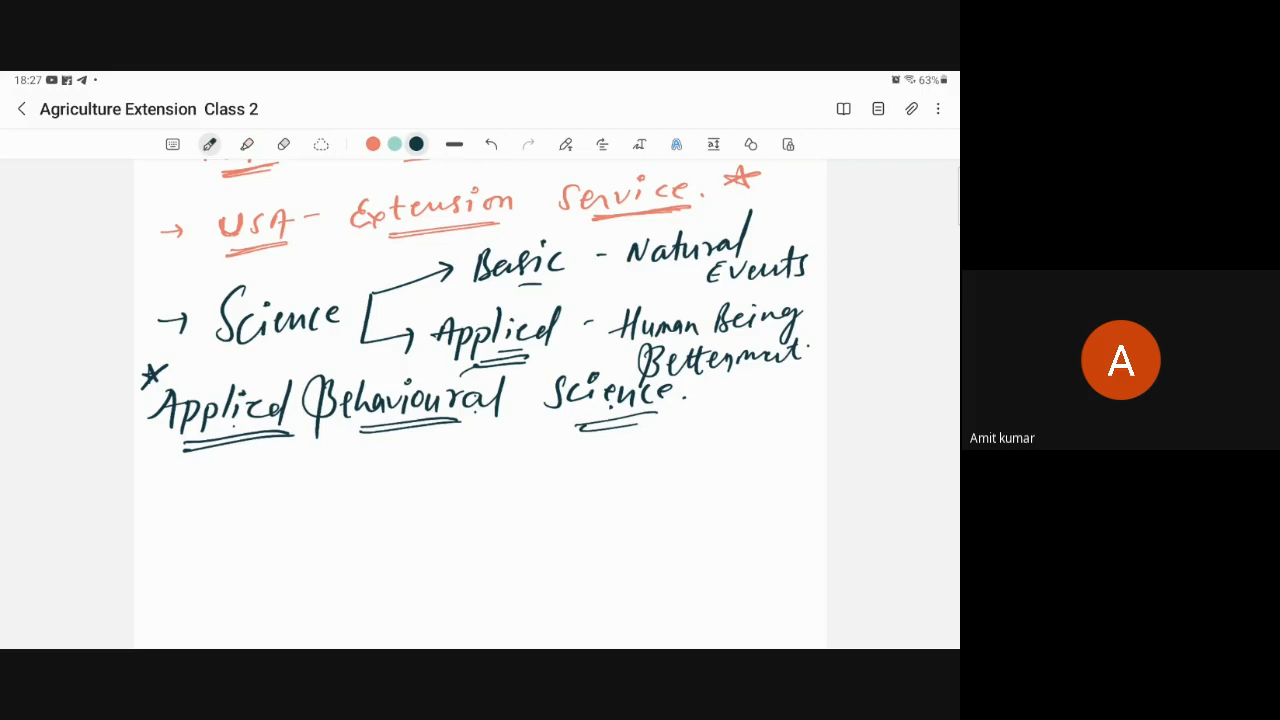 18:27
63%
Agriculture Extension Class 2
→ USA - Extension Service.
→ Science → Basic - Natural Events
→ Applied - Human Being Betterment.
Applied Behavioural Science.
A
Amit kumar